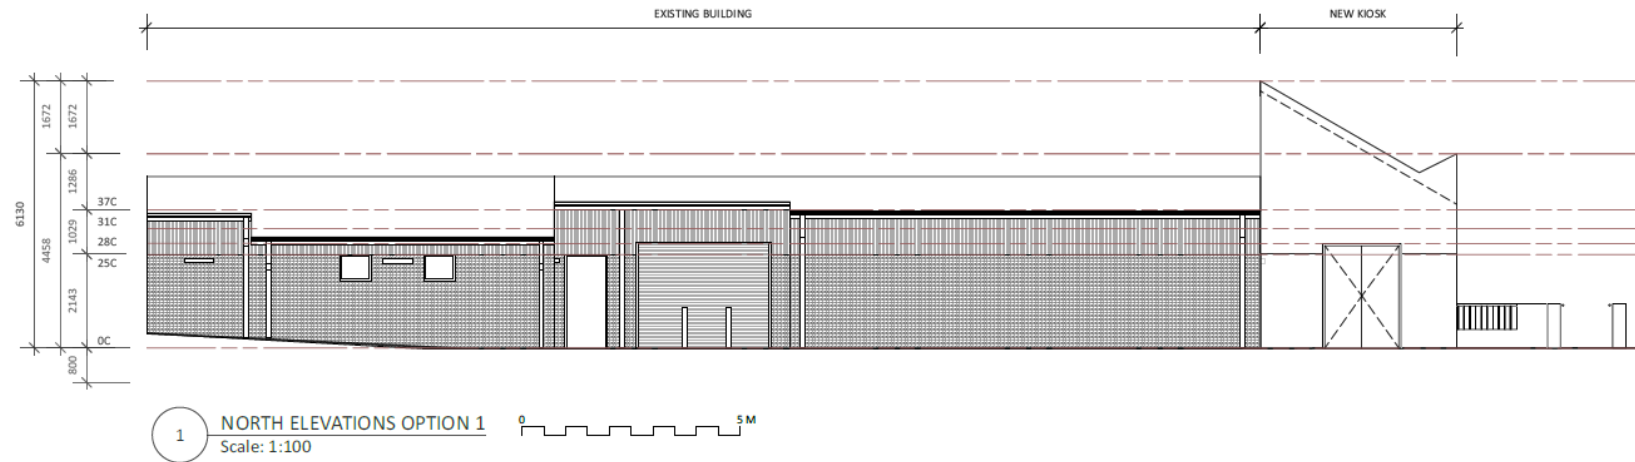 EXISTING BUILDING
NEW KIOSK
1672
1672
1286
37C
6130
31C
1029
4458
28C
25C
2143
0C
800
1
NORTH ELEVATIONS OPTION 1
Scale: 1:100
0
5 M